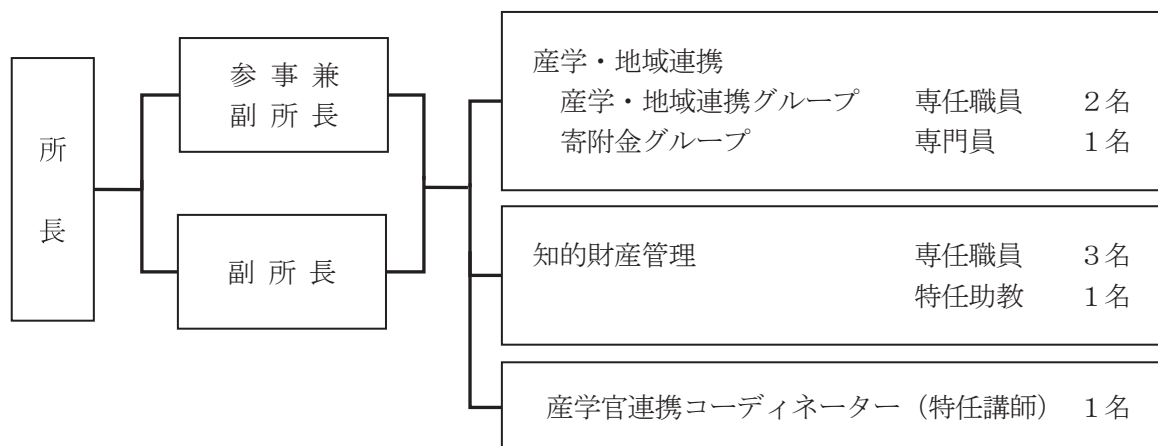 所長
参事兼
副所長
副所長
産学・地域連携
産学・地域連携グループ 専任職員 2名
寄附金グループ 専門員 1名
知的財産管理 専任職員 3名
特任助教 1名
産学官連携コーディネーター（特任講師） 1名